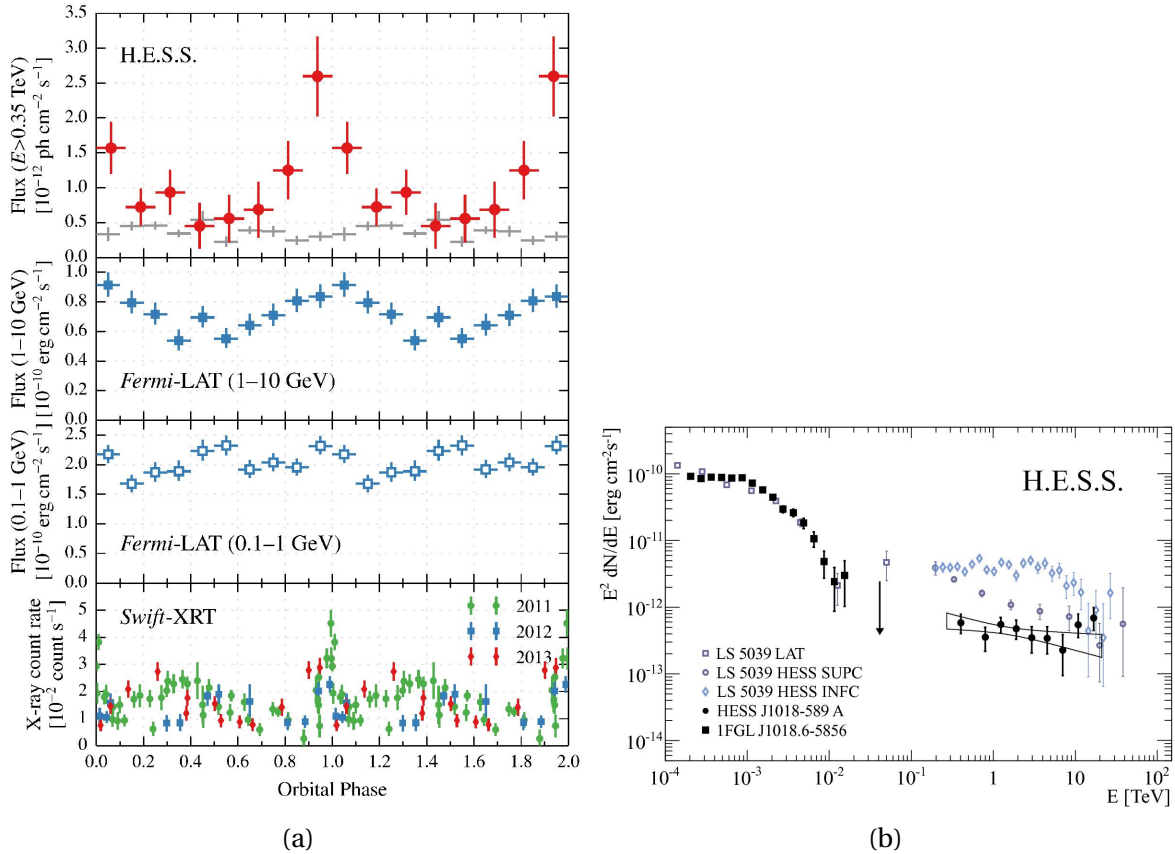 H.E.S.S.
Flux (E>0.35 TeV)
[10⁻¹² ph cm⁻² s⁻¹]
3.5
3.0
2.5
2.0
1.5
1.0
0.5
0.0
Flux (1–10 GeV)
[10⁻¹⁰ erg cm⁻² s⁻¹]
1.0
0.8
0.6
0.4
0.2
0.0
Fermi-LAT (1–10 GeV)
Flux (0.1–1 GeV)
[10⁻¹⁰ erg cm⁻² s⁻¹]
2.5
2.0
1.5
1.0
0.5
0.0
Fermi-LAT (0.1–1 GeV)
X-ray count rate
[10⁻² count s⁻¹]
5
4
3
2
1
0
Swift-XRT
2011
2012
2013
0.0 0.2 0.4 0.6 0.8 1.0 1.2 1.4 1.6 1.8 2.0
Orbital Phase
(a)
E² dN/dE [erg cm⁻²s⁻¹]
10⁻¹⁰
10⁻¹¹
10⁻¹²
10⁻¹³
10⁻¹⁴
H.E.S.S.
LS 5039 LAT
LS 5039 HESS SUPC
LS 5039 HESS INFC
HESS J1018-589 A
1FGL J1018.6-5856
10⁻⁴ 10⁻³ 10⁻² 10⁻¹ 1 10 10²
E [TeV]
(b)